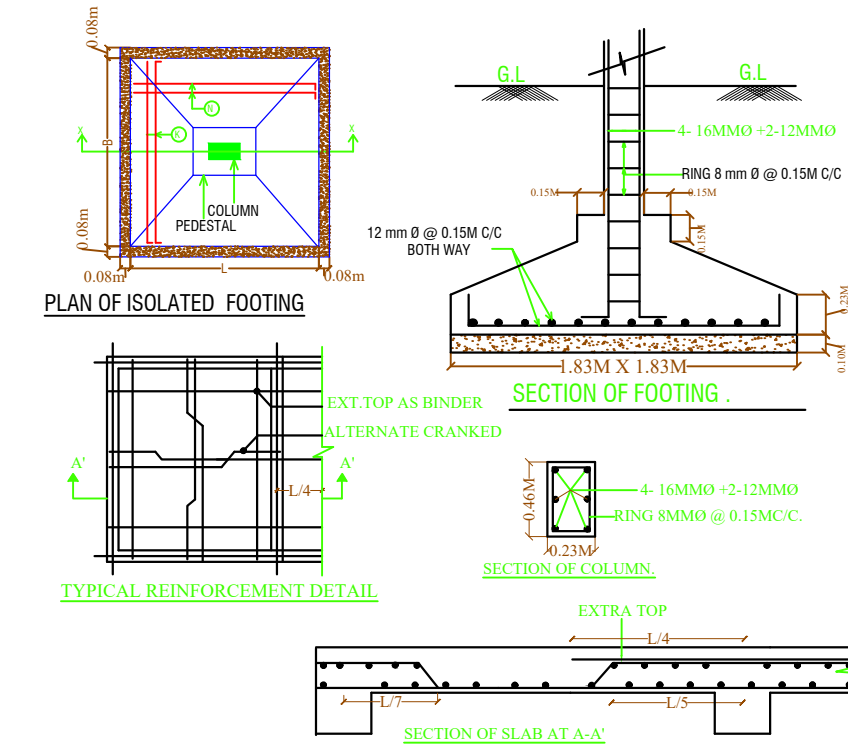 0.08m
X
X
N
K
B
COLUMN
PEDESTAL
0.08m
0.08m
L
0.08m
PLAN OF ISOLATED FOOTING
G.L
G.L
4- 16MMØ +2-12MMØ
RING 8 mm Ø @ 0.15M C/C
0.15M
0.15M
0.15M
12 mm Ø @ 0.15M C/C
BOTH WAY
0.23M
0.10M
1.83M X 1.83M
SECTION OF FOOTING .
EXT.TOP AS BINDER
ALTERNATE CRANKED
A'
A'
L/4
TYPICAL REINFORCEMENT DETAIL
0.46M
4- 16MMØ +2-12MMØ
RING 8MMØ @ 0.15MC/C.
0.23M
SECTION OF COLUMN.
EXTRA TOP
L/4
L/7
L/5
SECTION OF SLAB AT A-A'